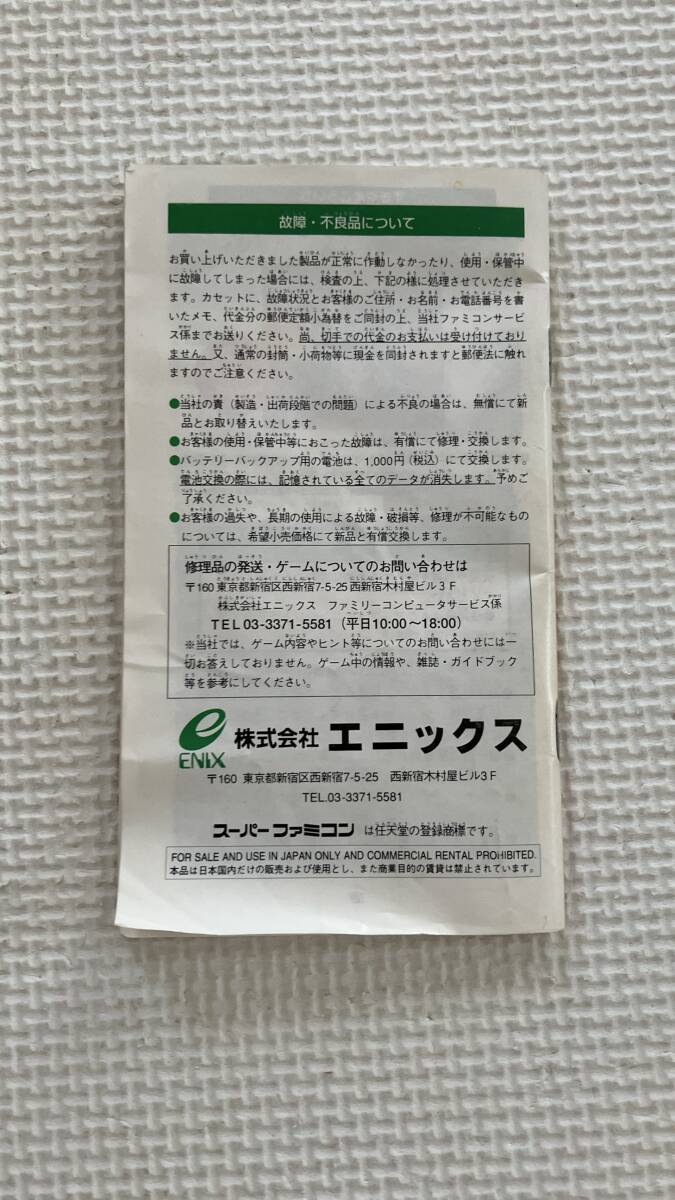 故障・不良品について
お買い上げいただきました製品が正常に作動しなかったり、使用・保管中
に故障してしまった場合には、検査の上、下記の様に処理させていただき
ます。カセットに、故障状況とお客様のご住所・お名前・お電話番号を書
いたメモ、代金分の郵便定額小為替をご同封の上、当社ファミコンサービ
ス係までお送りください。尚、切手での代金のお支払いは受け付けており
ません。又、通常の封筒・小荷物等に現金を同封されますと郵便法に触れ
ますのでご注意ください。
●当社の責（製造・出荷段階での問題）による不良の場合は、無償にて新
品とお取り替えいたします。
●お客様の使用・保管中等におこった故障は、有償にて修理・交換します。
●バッテリーバックアップ用の電池は、1,000円（税込）にて交換します。
電池交換の際には、記憶されている全てのデータが消失します。予めご
了承ください。
●お客様の過失や、長期の使用による故障・破損等、修理が不可能なもの
については、希望小売価格にて新品と有償交換します。
修理品の発送・ゲームについてのお問い合わせは
〒160 東京都新宿区西新宿7-5-25 西新宿木村屋ビル3F
株式会社エニックス ファミリーコンピュータサービス係
TEL 03-3371-5581（平日10:00〜18:00）
※当社では、ゲーム内容やヒント等についてのお問い合わせには一
切お答えしておりません。ゲーム中の情報や、雑誌・ガイドブック
等を参考にしてください。
ENIX 株式会社 エニックス
〒160 東京都新宿区西新宿7-5-25 西新宿木村屋ビル3F
TEL.03-3371-5581
スーパーファミコン は任天堂の登録商標です。
FOR SALE AND USE IN JAPAN ONLY AND COMMERCIAL RENTAL PROHIBITED.
本品は日本国内だけの販売および使用とし、また商業目的の賃貸は禁止されています。